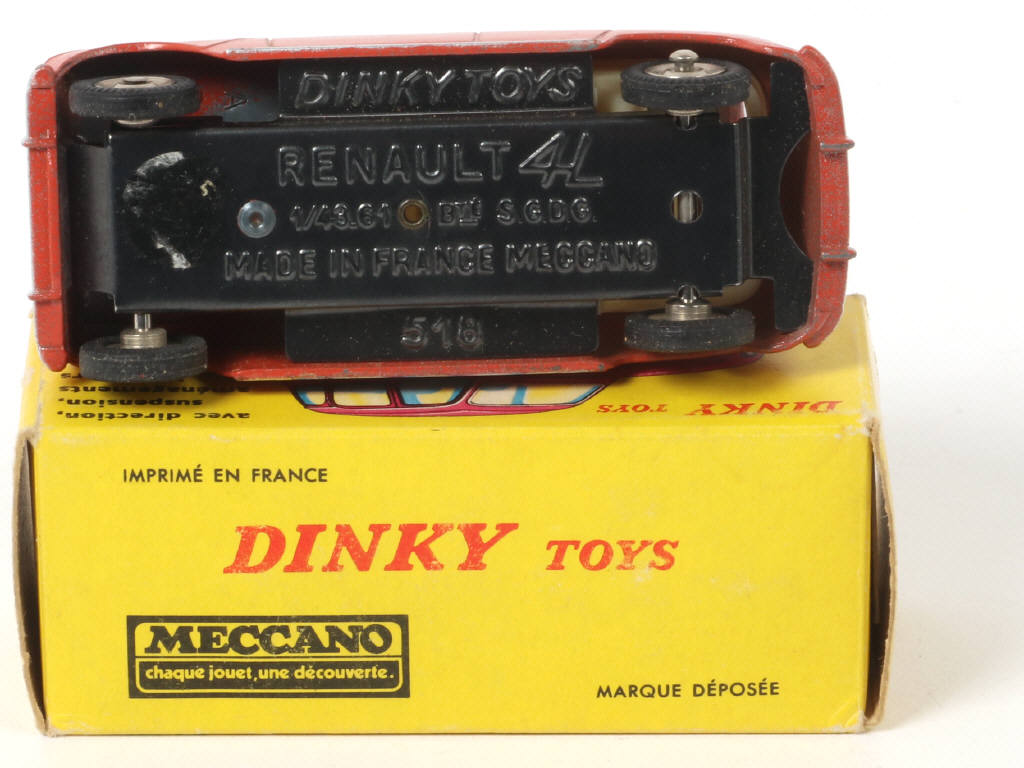 DINKY TOYS
RENAULT 4L
1/43.61 Bté S.G.D.G.
MADE IN FRANCE MECCANO
518
avec direction,
suspension,
DINKY TOYS
IMPRIMÉ EN FRANCE
DINKY TOYS
MECCANO
chaque jouet, une découverte.
MARQUE DÉPOSÉE